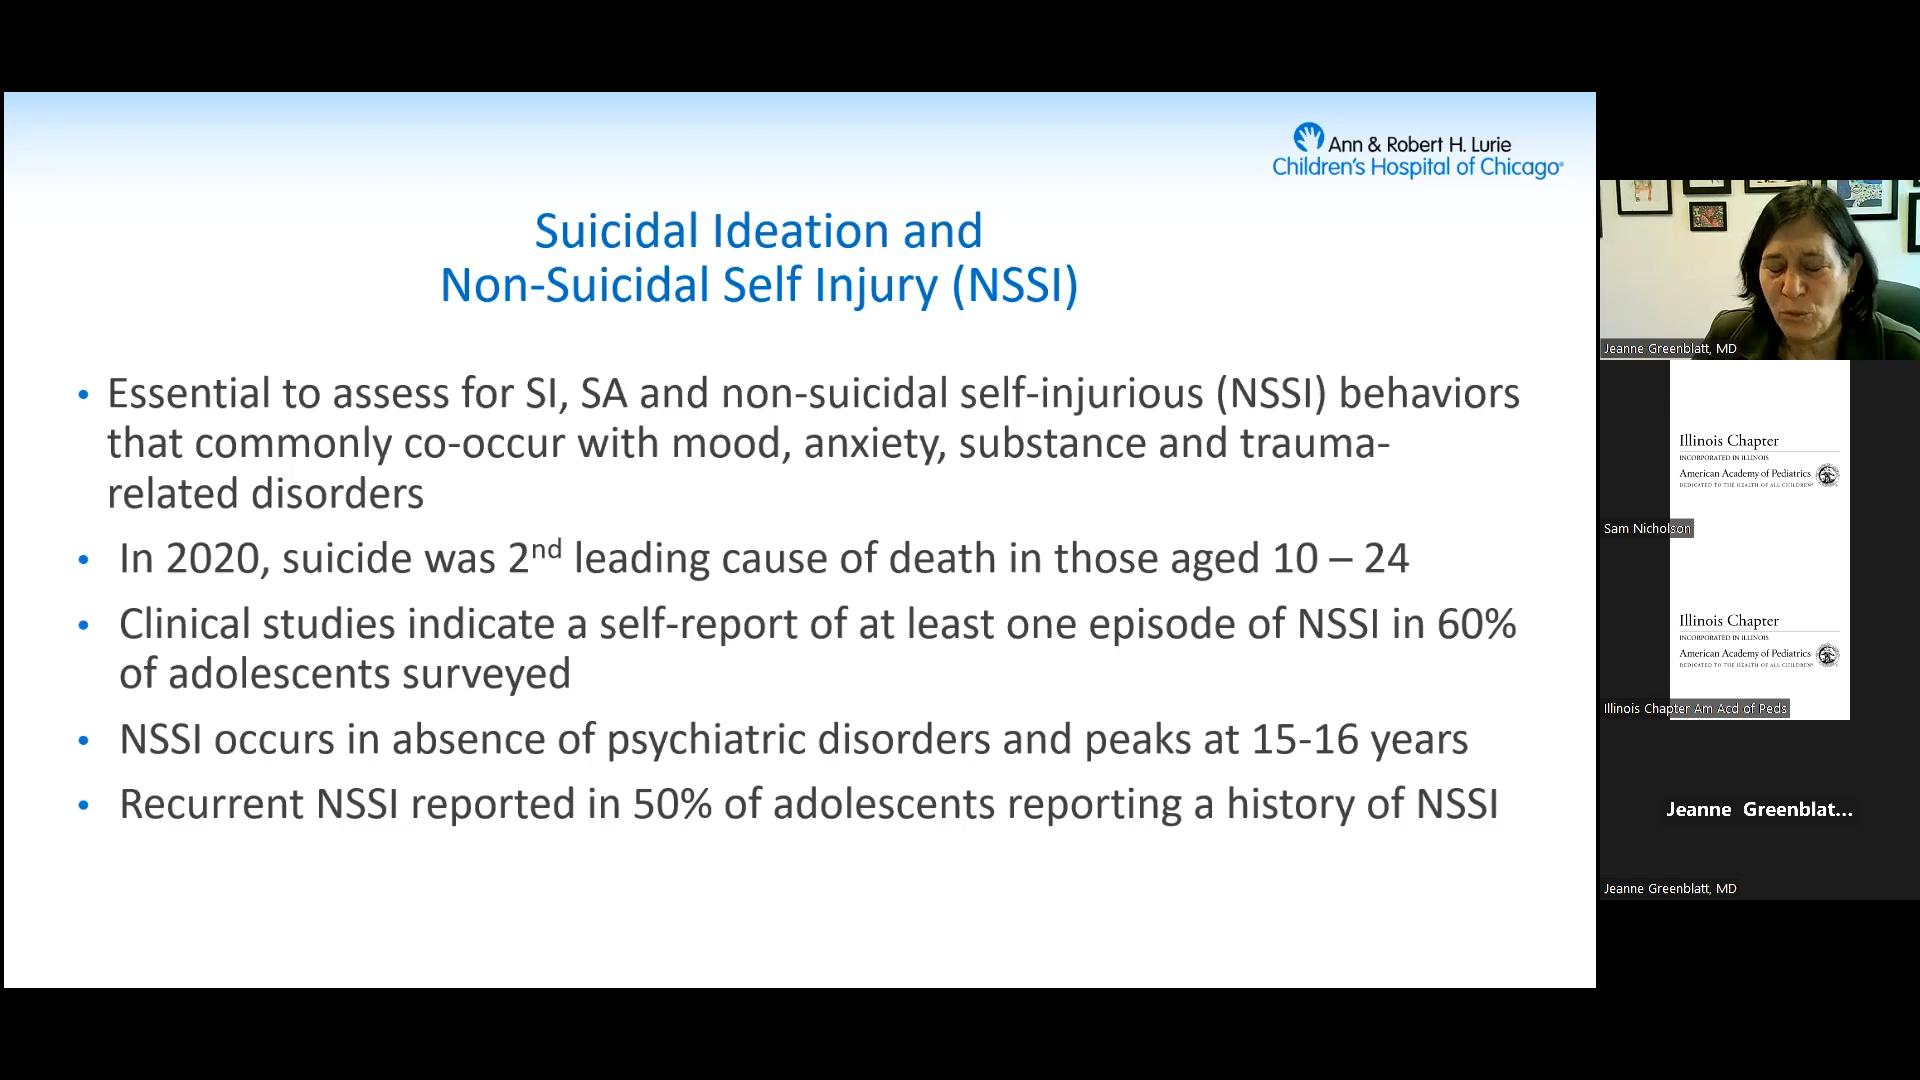 Ann & Robert H. Lurie
Children's Hospital of Chicago®
Suicidal Ideation and
Non-Suicidal Self Injury (NSSI)
• Essential to assess for SI, SA and non-suicidal self-injurious (NSSI) behaviors
that commonly co-occur with mood, anxiety, substance and trauma-
related disorders
• In 2020, suicide was 2nd leading cause of death in those aged 10 – 24
• Clinical studies indicate a self-report of at least one episode of NSSI in 60%
of adolescents surveyed
• NSSI occurs in absence of psychiatric disorders and peaks at 15-16 years
• Recurrent NSSI reported in 50% of adolescents reporting a history of NSSI
Jeanne Greenblatt, MD
Illinois Chapter
INCORPORATED IN ILLINOIS
American Academy of Pediatrics
DEDICATED TO THE HEALTH OF ALL CHILDREN®
Sam Nicholson
Illinois Chapter
INCORPORATED IN ILLINOIS
American Academy of Pediatrics
DEDICATED TO THE HEALTH OF ALL CHILDREN®
Illinois Chapter Am Acd of Peds
Jeanne Greenblat...
Jeanne Greenblatt, MD